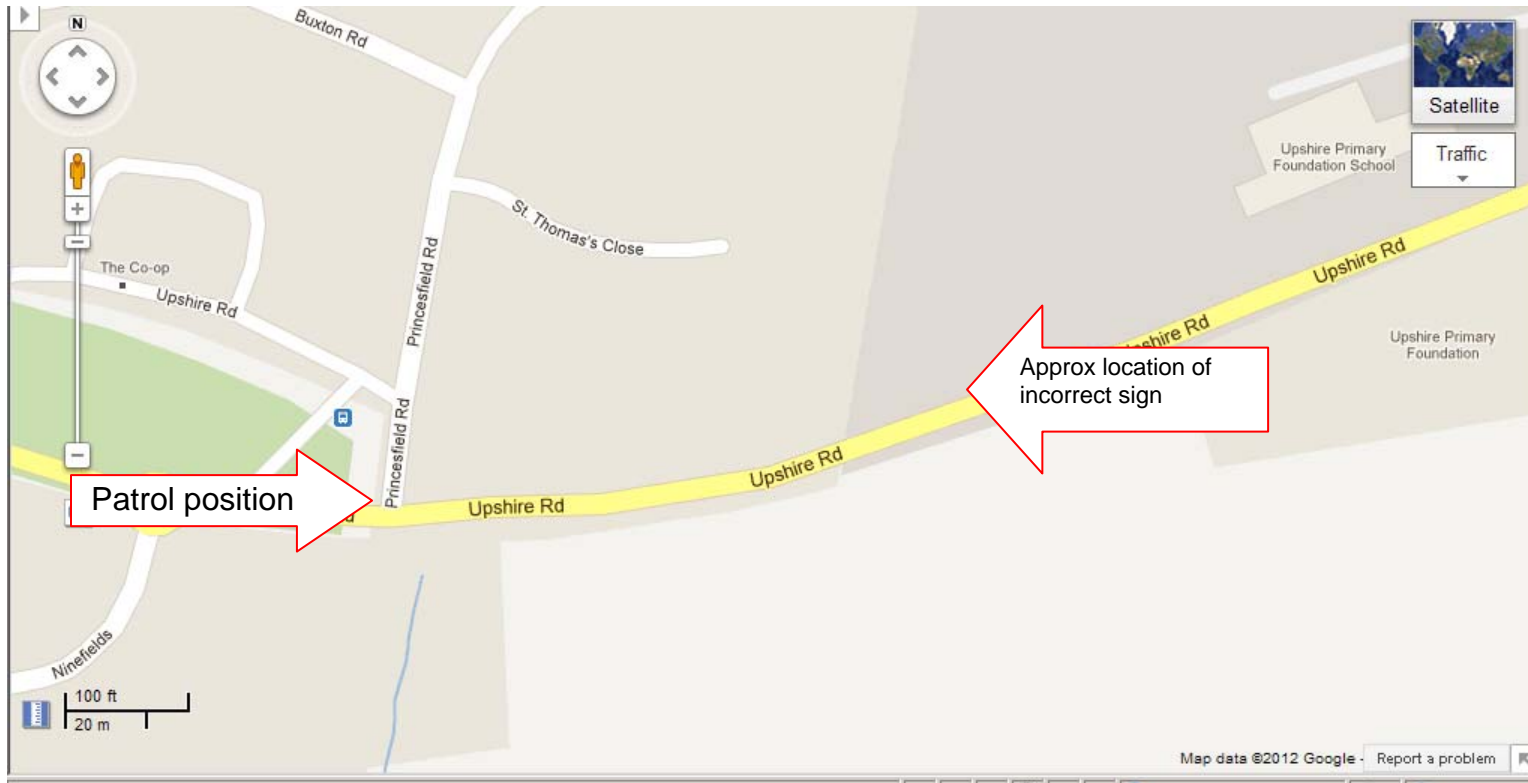 N
Buxton Rd
Satellite
Traffic
Upshire Primary
Foundation School
St. Thomas's Close
Princesfield Rd
The Co-op
Upshire Rd
Upshire Rd
Upshire Rd
Upshire Primary
Foundation
Approx location of
incorrect sign
Princesfield Rd
Upshire Rd
Patrol position
Princesfield Rd
Upshire Rd
Ninefields
100 ft
20 m
Map data ©2012 Google - Report a problem